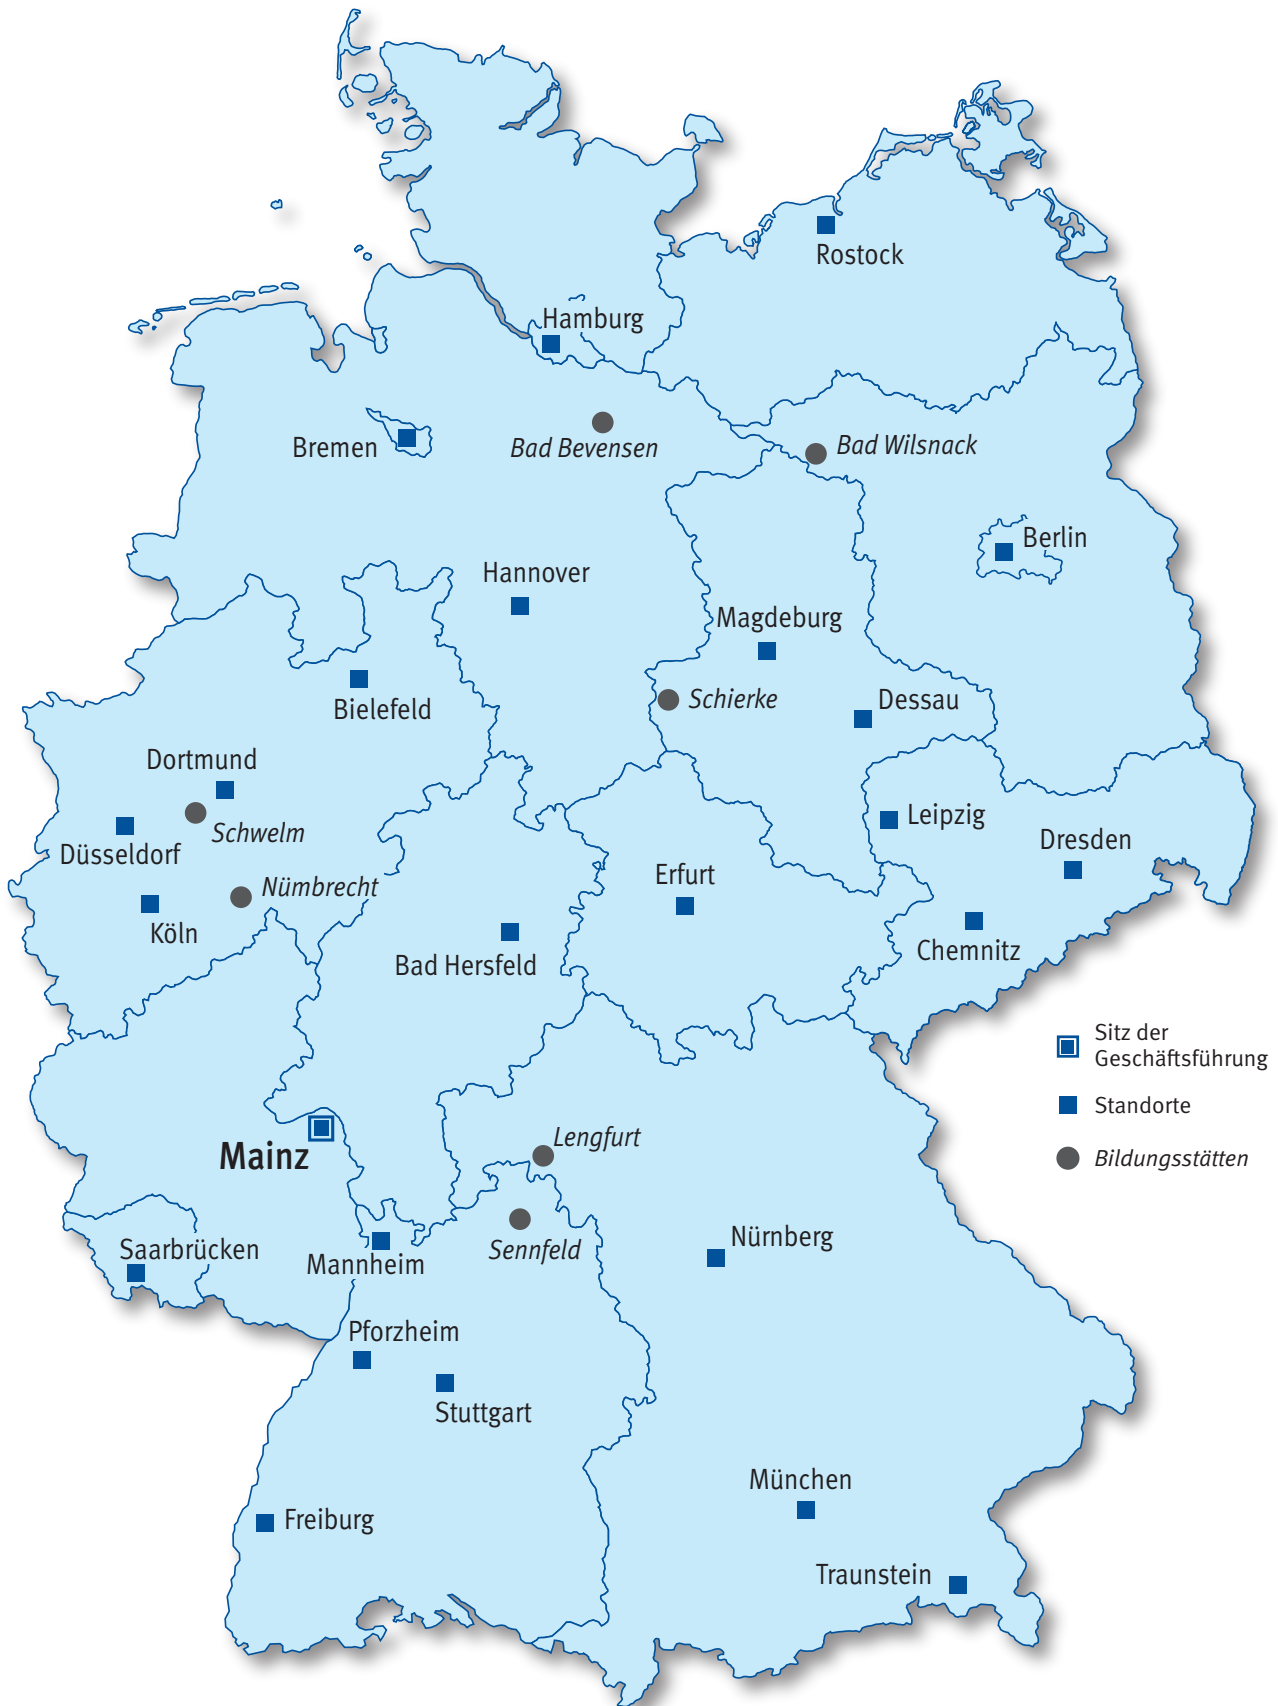 Rostock
Hamburg
Bremen
Bad Bevensen
Bad Wilsnack
Berlin
Hannover
Magdeburg
Bielefeld
Schierke
Dessau
Dortmund
Schwelm
Düsseldorf
Leipzig
Dresden
Nümbrecht
Erfurt
Köln
Bad Hersfeld
Chemnitz
Sitz der
Geschäftsführung
Standorte
Bildungsstätten
Lengfurt
Mainz
Saarbrücken
Mannheim
Sennfeld
Nürnberg
Pforzheim
Stuttgart
München
Freiburg
Traunstein